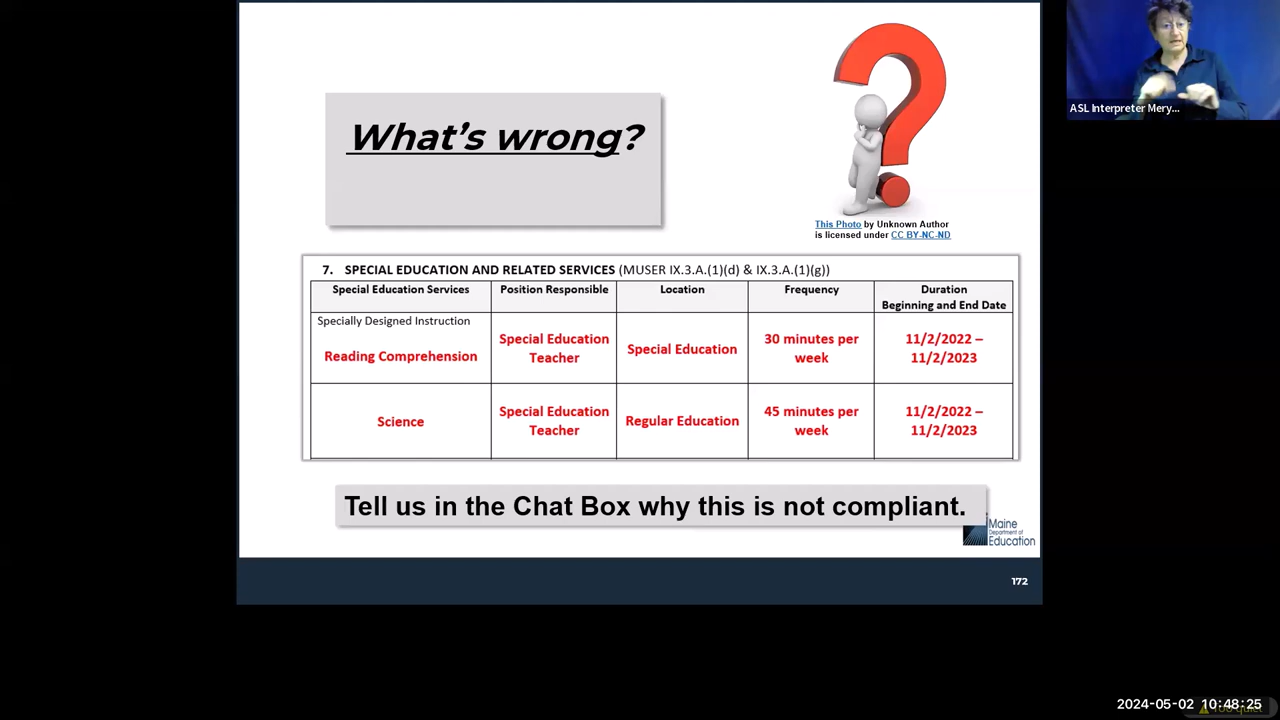 ASL Interpreter Mery...
What's wrong?
This Photo by Unknown Author
is licensed under CC BY-NC-ND
7. SPECIAL EDUCATION AND RELATED SERVICES (MUSER IX.3.A.(1)(d) & IX.3.A.(1)(g))
Special Education Services Position Responsible Location Frequency Duration
Beginning and End Date
Specially Designed Instruction
Reading Comprehension
Special Education
Teacher
Special Education
30 minutes per
week
11/2/2022 –
11/2/2023
Science
Special Education
Teacher
Regular Education
45 minutes per
week
11/2/2022 –
11/2/2023
Tell us in the Chat Box why this is not compliant.
Maine
Department of
Education
172
2024-05-02 10:48:25